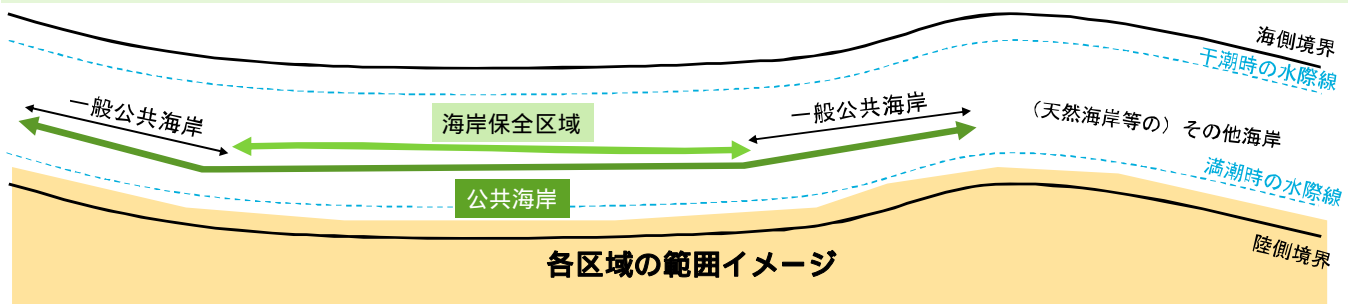 海側境界
干潮時の水際線
一般公共海岸
海岸保全区域
一般公共海岸
（天然海岸等の）その他海岸
公共海岸
満潮時の水際線
陸側境界
各区域の範囲イメージ